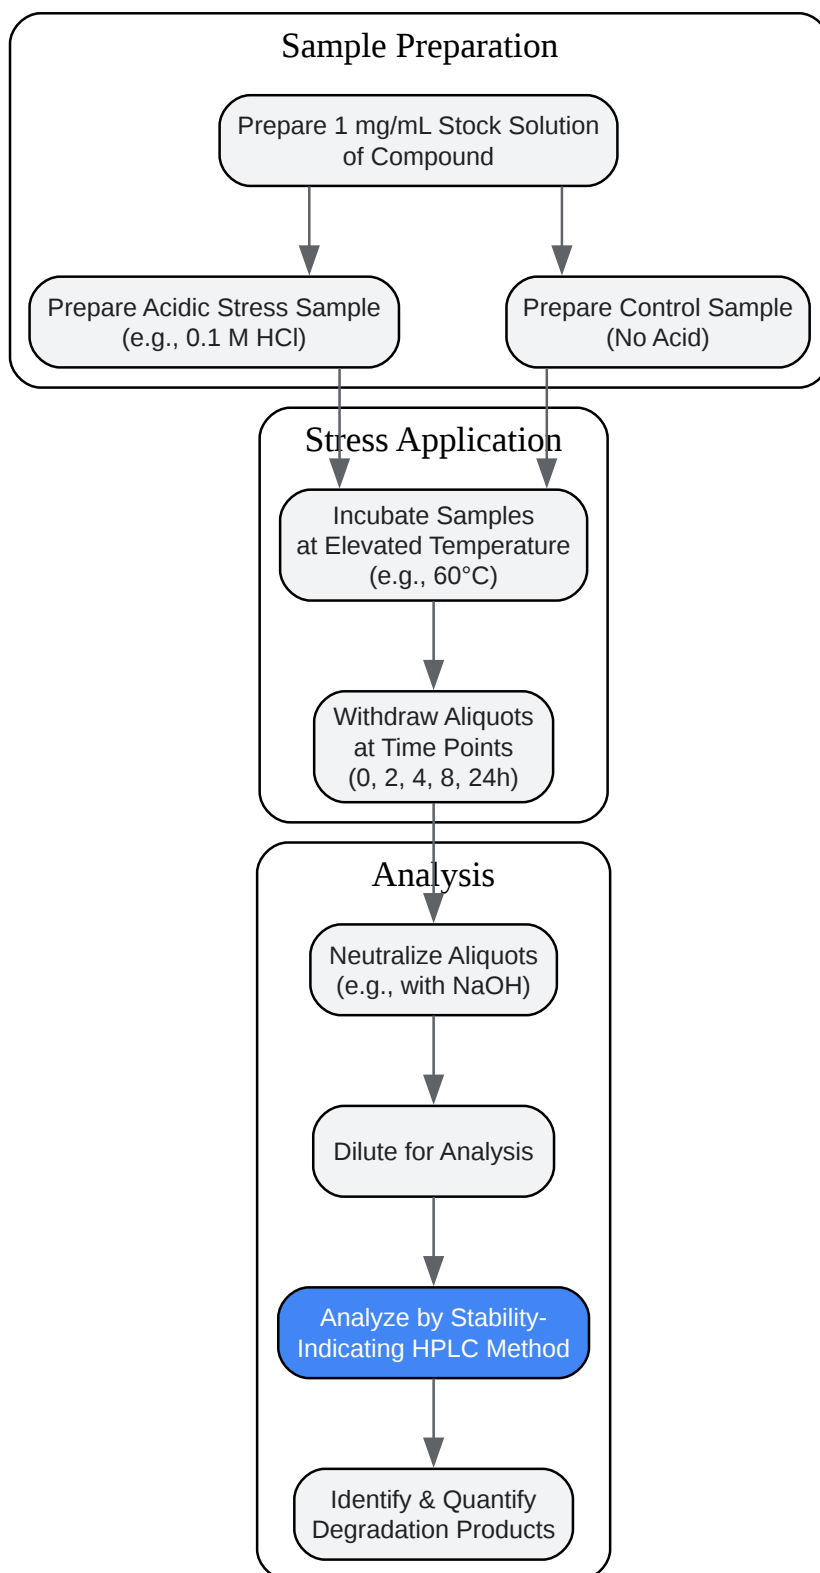 Sample Preparation
Prepare 1 mg/mL Stock Solution
of Compound
Prepare Acidic Stress Sample
(e.g., 0.1 M HCl)
Prepare Control Sample
(No Acid)
Stress Application
Incubate Samples
at Elevated Temperature
(e.g., 60°C)
Withdraw Aliquots
at Time Points
(0, 2, 4, 8, 24h)
Analysis
Neutralize Aliquots
(e.g., with NaOH)
Dilute for Analysis
Analyze by Stability-
Indicating HPLC Method
Identify & Quantify
Degradation Products